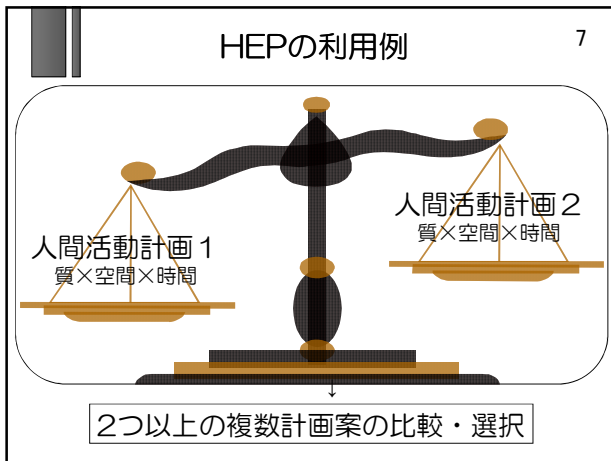 HEPの利用例
7
人間活動計画1
質×空間×時間
人間活動計画2
質×空間×時間
↓
2つ以上の複数計画案の比較・選択